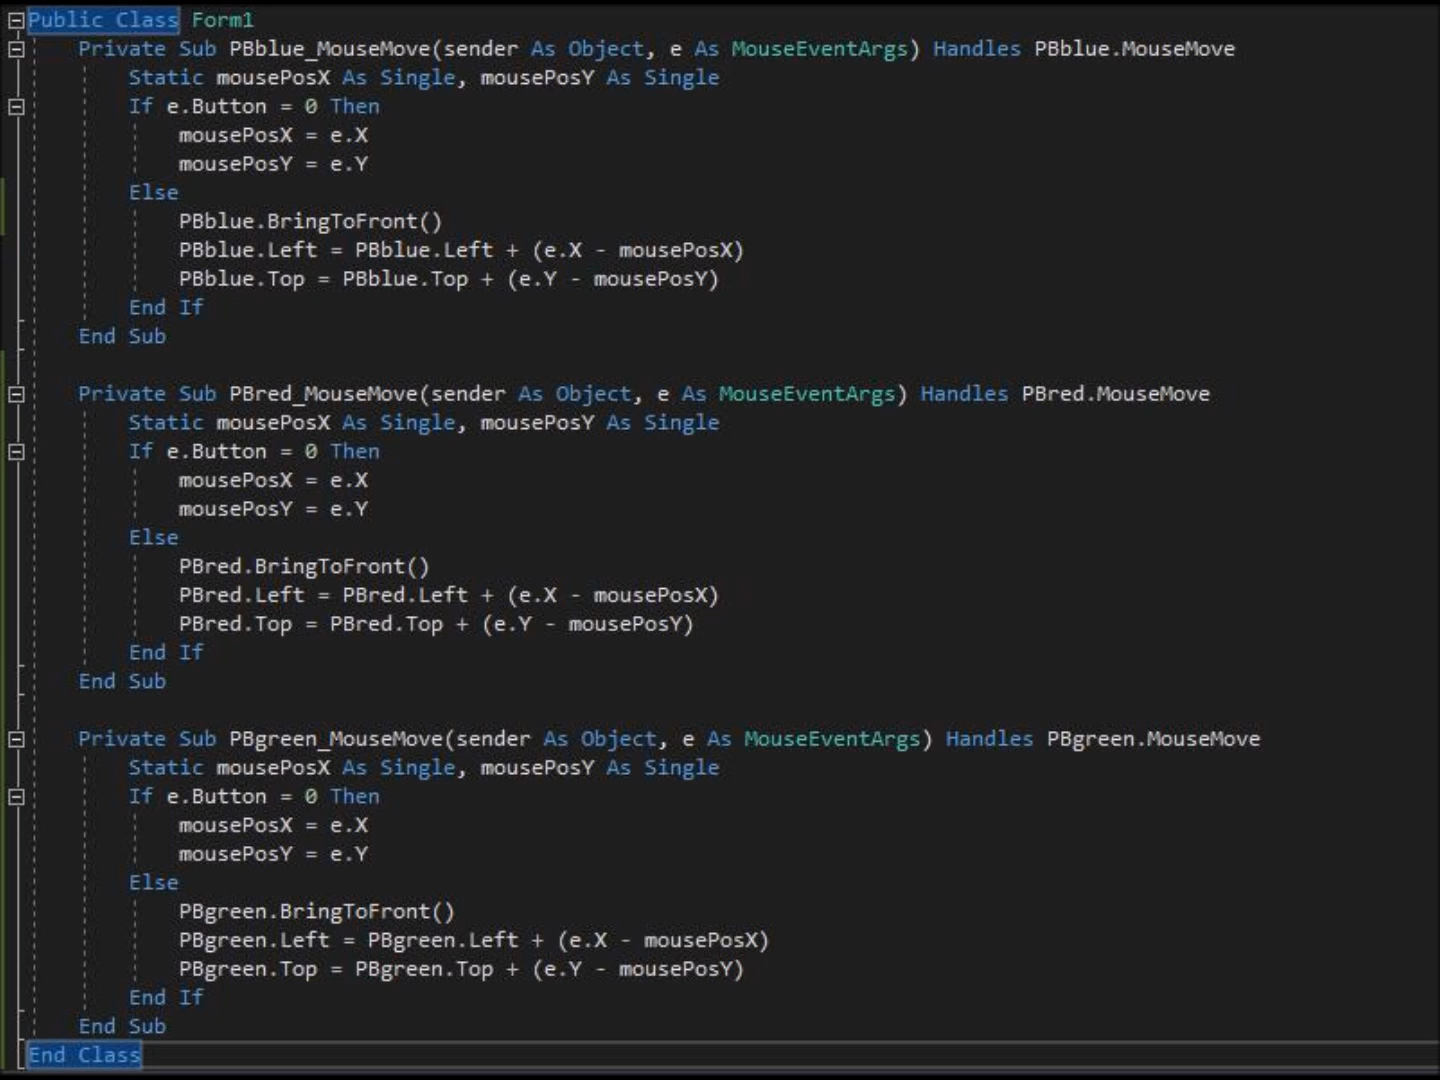 Public Class Form1
Private Sub PBblue_MouseMove(sender As Object, e As MouseEventArgs) Handles PBblue.MouseMove
Static mousePosX As Single, mousePosY As Single
If e.Button = 0 Then
mousePosX = e.X
mousePosY = e.Y
Else
PBblue.BringToFront()
PBblue.Left = PBblue.Left + (e.X - mousePosX)
PBblue.Top = PBblue.Top + (e.Y - mousePosY)
End If
End Sub
Private Sub PBred_MouseMove(sender As Object, e As MouseEventArgs) Handles PBred.MouseMove
Static mousePosX As Single, mousePosY As Single
If e.Button = 0 Then
mousePosX = e.X
mousePosY = e.Y
Else
PBred.BringToFront()
PBred.Left = PBred.Left + (e.X - mousePosX)
PBred.Top = PBred.Top + (e.Y - mousePosY)
End If
End Sub
Private Sub PBgreen_MouseMove(sender As Object, e As MouseEventArgs) Handles PBgreen.MouseMove
Static mousePosX As Single, mousePosY As Single
If e.Button = 0 Then
mousePosX = e.X
mousePosY = e.Y
Else
PBgreen.BringToFront()
PBgreen.Left = PBgreen.Left + (e.X - mousePosX)
PBgreen.Top = PBgreen.Top + (e.Y - mousePosY)
End If
End Sub
End Class